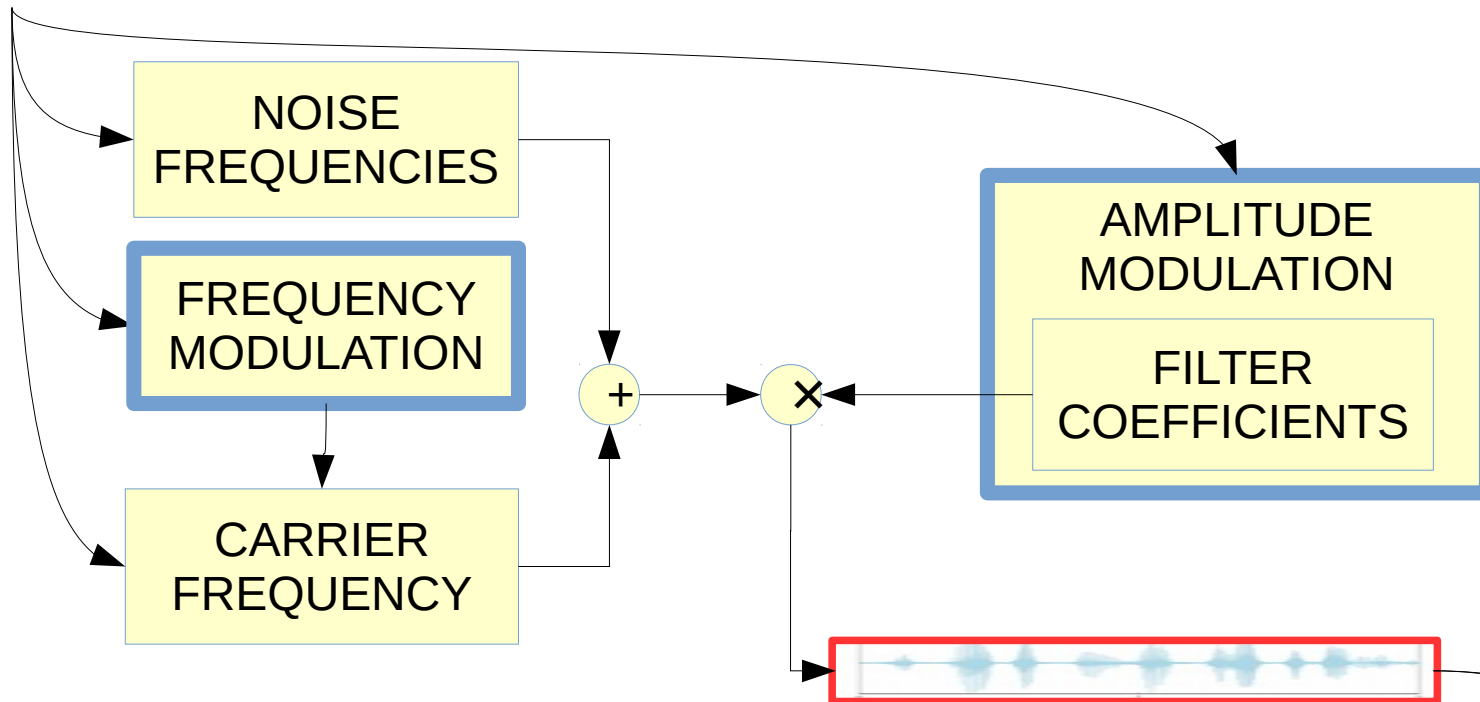 NOISE
FREQUENCIES
FREQUENCY
MODULATION
CARRIER
FREQUENCY
+
×
AMPLITUDE
MODULATION
FILTER
COEFFICIENTS